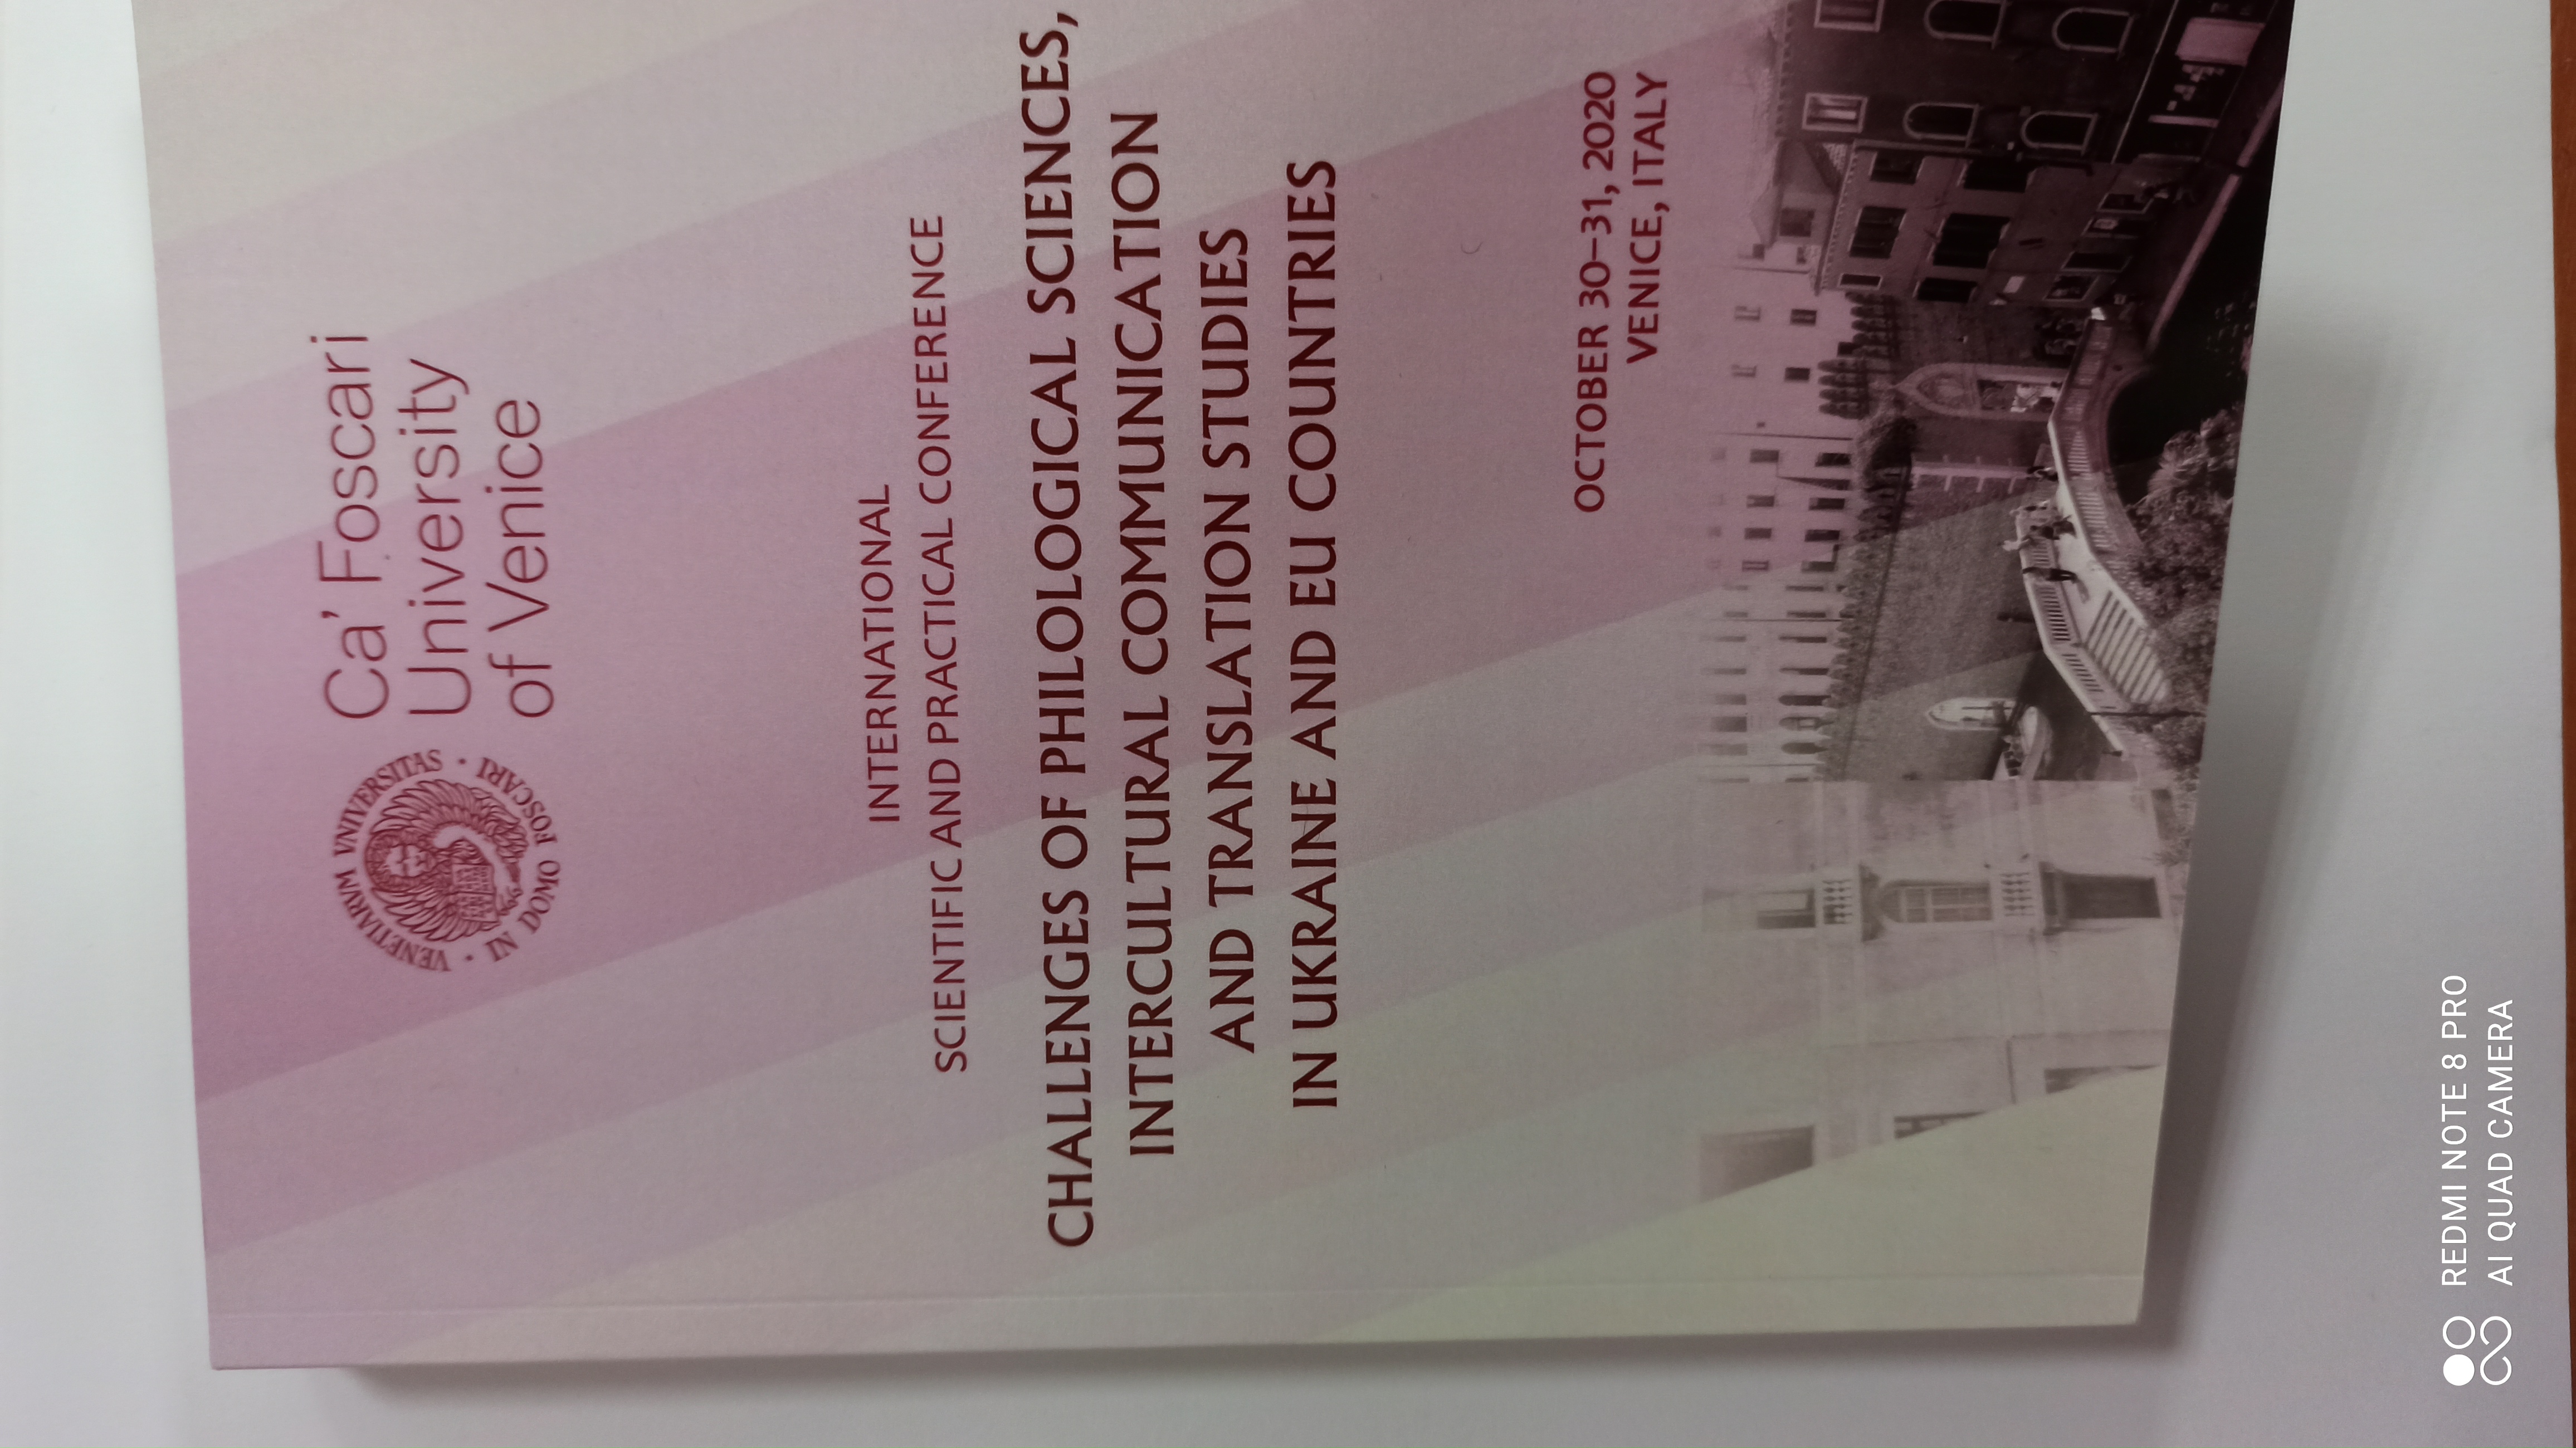 VENETIARVM VNIVERSITAS • IN DOMO FOSCARI •
Ca' Foscari
University
of Venice
INTERNATIONAL
SCIENTIFIC AND PRACTICAL CONFERENCE
CHALLENGES OF PHILOLOGICAL SCIENCES,
INTERCULTURAL COMMUNICATION
AND TRANSLATION STUDIES
IN UKRAINE AND EU COUNTRIES
OCTOBER 30–31, 2020
VENICE, ITALY
REDMI NOTE 8 PRO
AI QUAD CAMERA